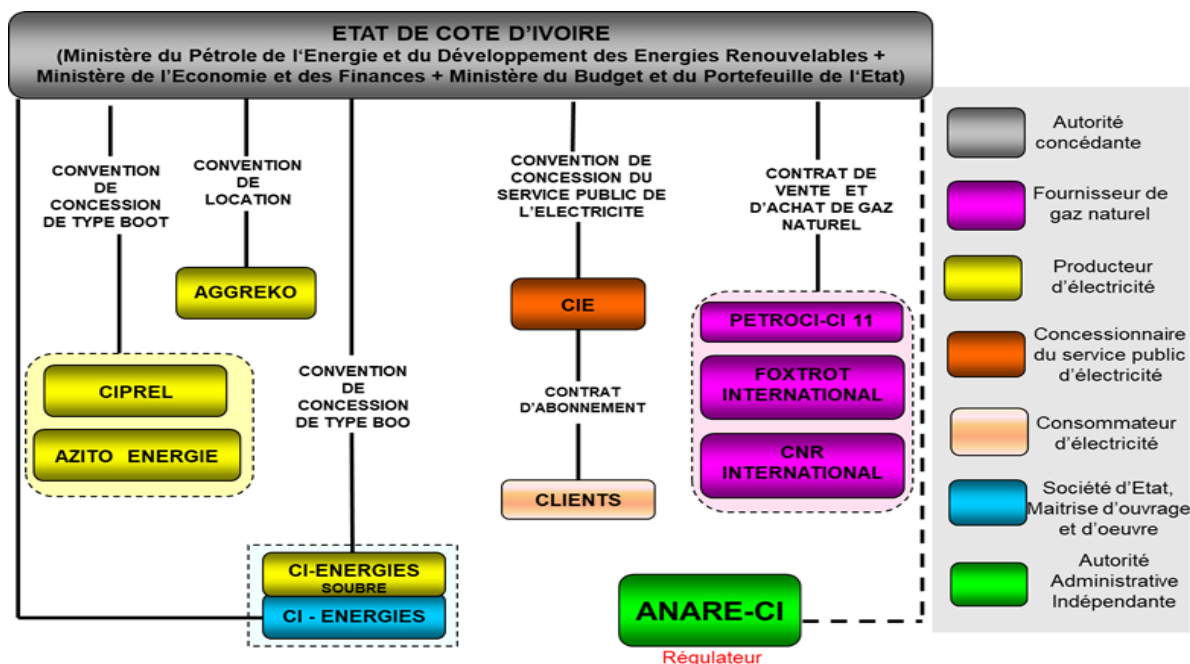 ETAT DE COTE D'IVOIRE
(Ministère du Pétrole de l'Energie et du Développement des Energies Renouvelables +
Ministère de l'Economie et des Finances + Ministère du Budget et du Portefeuille de l'Etat)
CONVENTION
DE
CONCESSION
DE TYPE BOOT
CONVENTION
DE
LOCATION
CONVENTION DE
CONCESSION DU
SERVICE PUBLIC DE
L'ELECTRICITE
CONTRAT DE
VENTE ET
D'ACHAT DE GAZ
NATUREL
AGGREKO
CIPREL
AZITO ENERGIE
CONVENTION
DE
CONCESSION
DE TYPE BOO
CI-ENERGIES
SOUBRE
CI - ENERGIES
CIE
CONTRAT
D'ABONNEMENT
CLIENTS
PETROCI-CI 11
FOXTROT
INTERNATIONAL
CNR
INTERNATIONAL
ANARE-CI
Régulateur
Autorité
concédante
Fournisseur de
gaz naturel
Producteur
d'électricité
Concessionnaire
du service public
d'électricité
Consommateur
d'électricité
Société d'Etat,
Maitrise d'ouvrage
et d'oeuvre
Autorité
Administrative
Indépendante